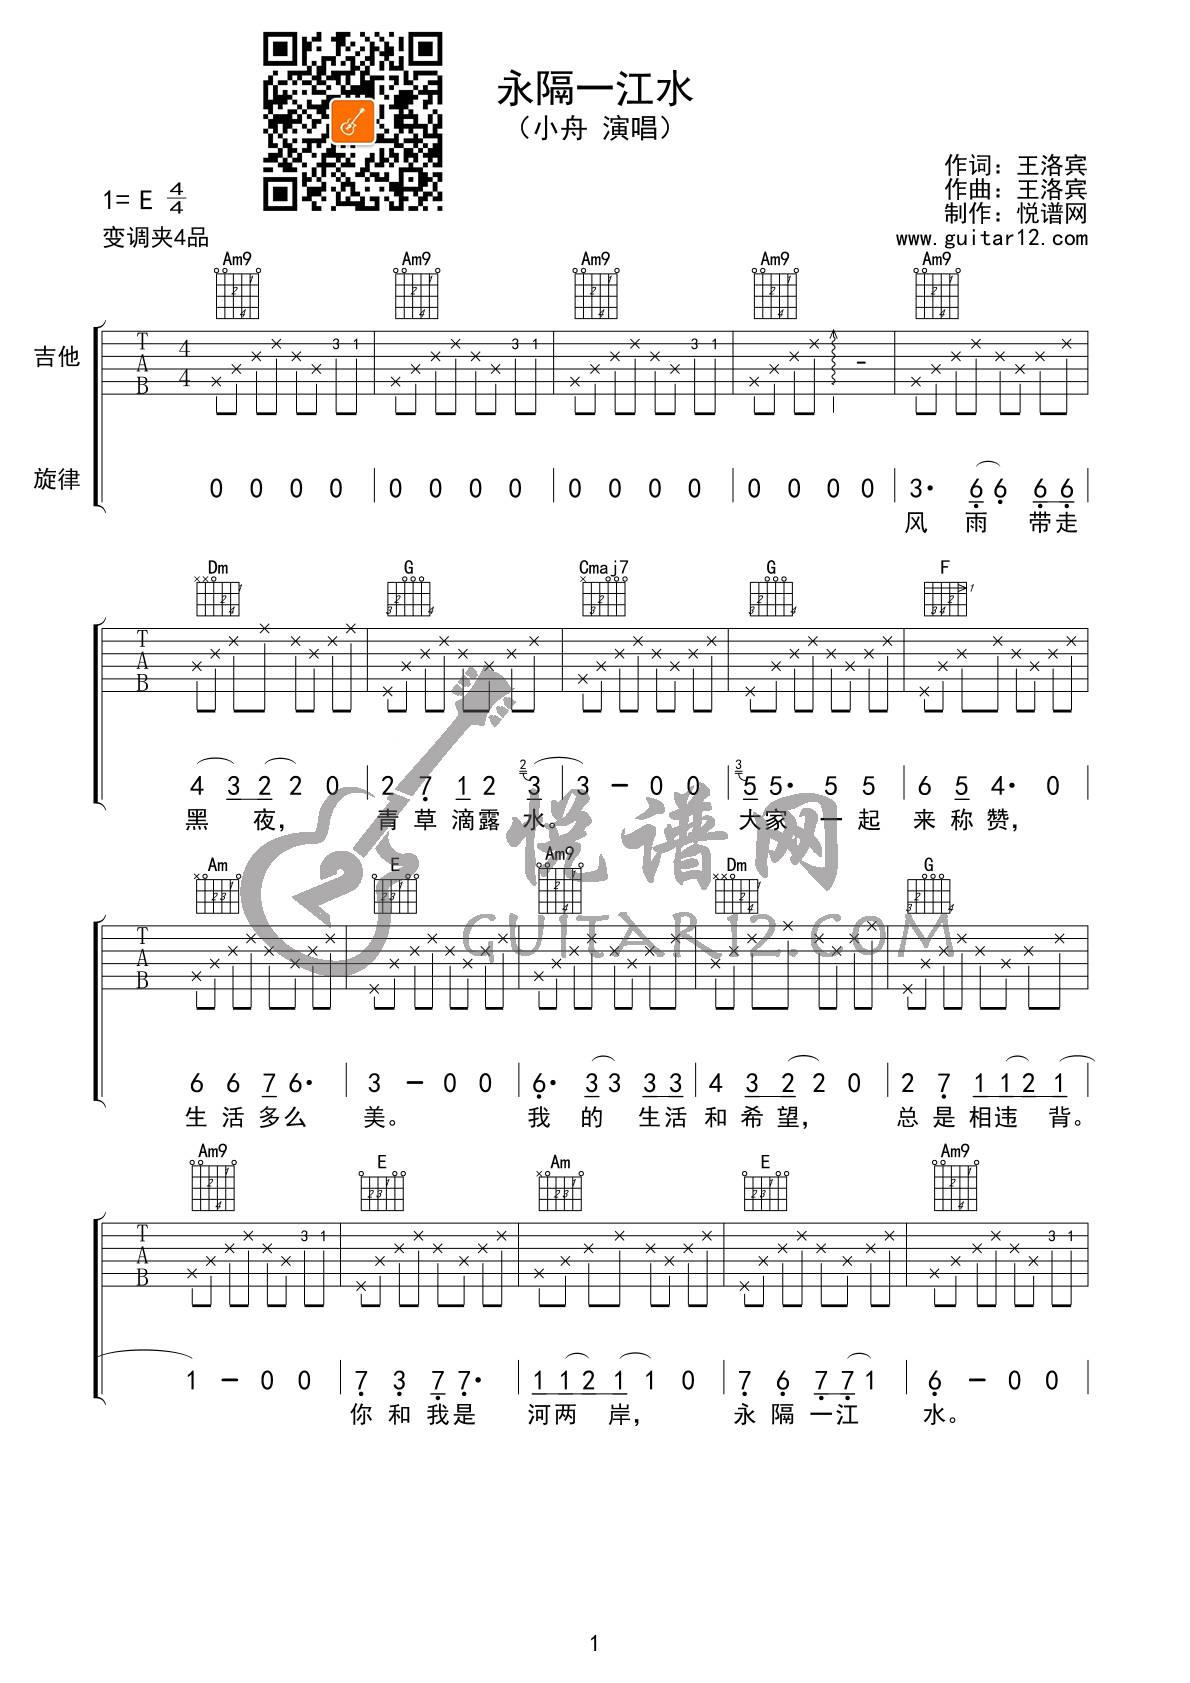 永隔一江水
（小舟 演唱）
作词：王洛宾
1= E 4/4
作曲：王洛宾
制作：悦谱网
变调夹4品
www.guitar12.com
Am9 Am9 Am9 Am9 Am9
吉他
T A B 4 4 3 1 3 1 3 1 -
旋律
0 0 0 0 | 0 0 0 0 | 0 0 0 0 | 0 0 0 0 | 3· 6 6 6 6 |
风 雨 带走
Dm G Cmaj7 G F
T A B
4 3 2 2 0 | 2 7 1 2 2 3 | 3 - 0 0 | 3 5 5· 5 5 | 6 5 4· 0 |
黑 夜， 青 草 滴露 水。 大家 一 起 来 称 赞，
悦谱网
GUITAR12.COM
Am E Am9 Dm G
T A B
6 6 7 6· | 3 - 0 0 | 6· 3 3 3 3 | 4 3 2 2 0 | 2 7 1 1 2 1 |
生 活 多么 美。 我 的 生活 和 希 望， 总 是 相违 背。
Am9 E Am E Am9
T A B 3 1 3 1
1 - 0 0 | 7 3 7 7· | 1 1 2 1 1 0 | 7 6 7 7 1 | 6 - 0 0 |
你 和 我是 河两 岸， 永 隔 一江 水。
1